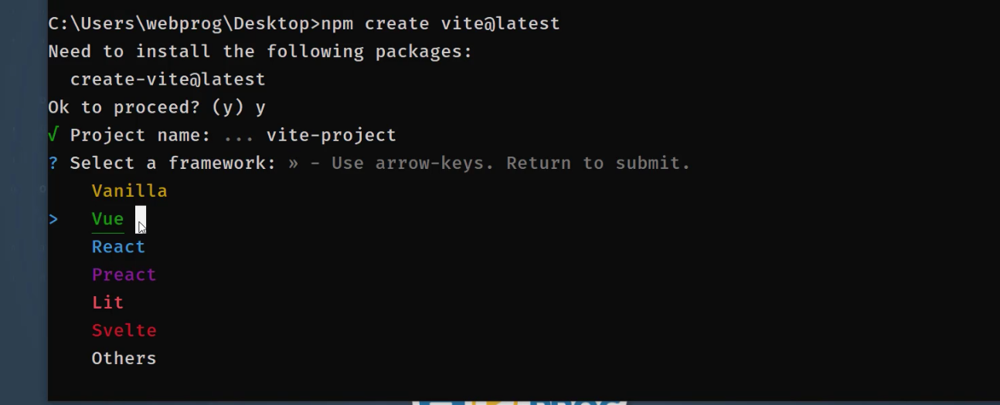 C:\Users\webprog\Desktop>npm create vite@latest
Need to install the following packages:
  create-vite@latest
Ok to proceed? (y) y
√ Project name: ... vite-project
? Select a framework: » - Use arrow-keys. Return to submit.
    Vanilla
>   Vue
    React
    Preact
    Lit
    Svelte
    Others